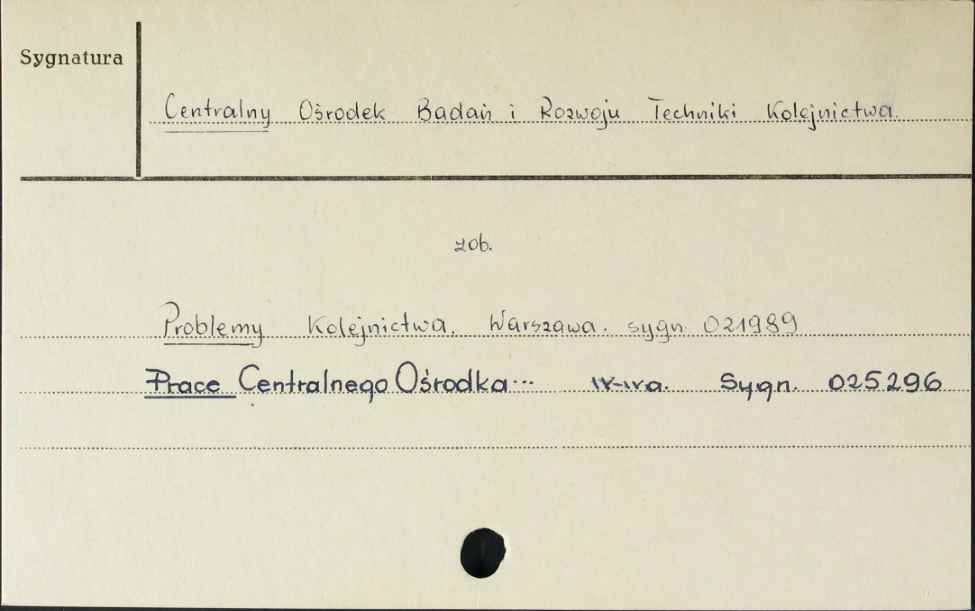 Sygnatura
Centralny Ośrodek Badań i Rozwoju Techniki Kolejnictwa.
zob.
Problemy Kolejnictwa. Warszawa. sygn. 021989
Prace Centralnego Ośrodka... W-wa. Sygn. 025296